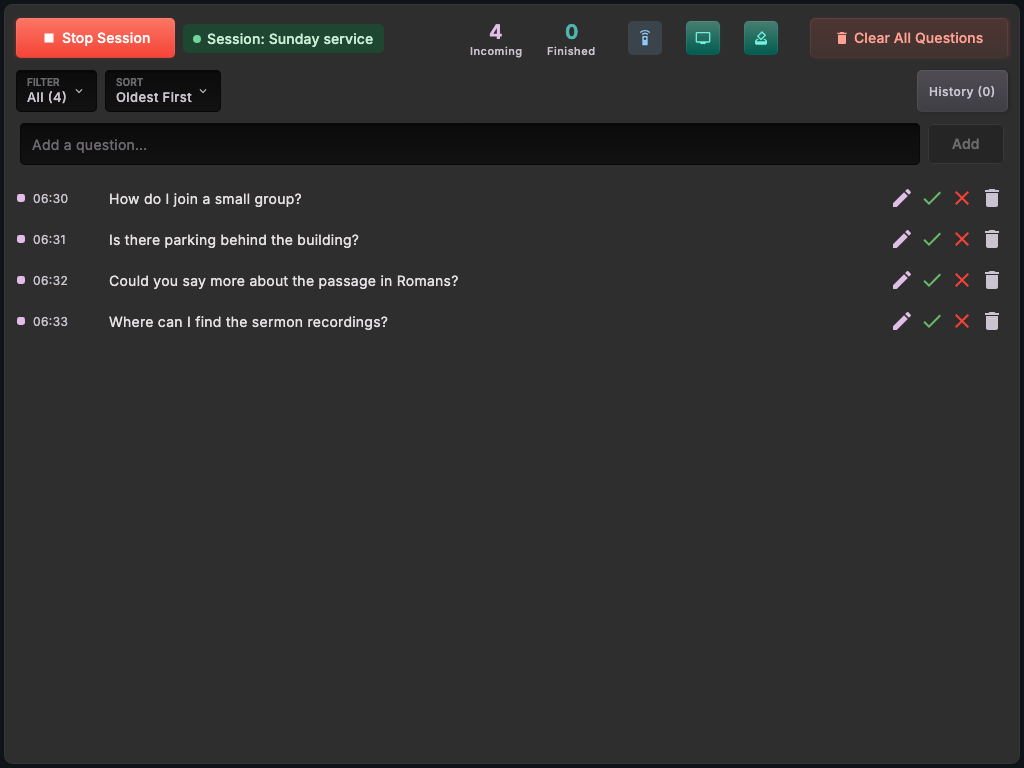 Stop Session
Session: Sunday service
4
Incoming
0
Finished
Clear All Questions
FILTER
All (4)
SORT
Oldest First
History (0)
Add a question...
Add
06:30 How do I join a small group?
06:31 Is there parking behind the building?
06:32 Could you say more about the passage in Romans?
06:33 Where can I find the sermon recordings?